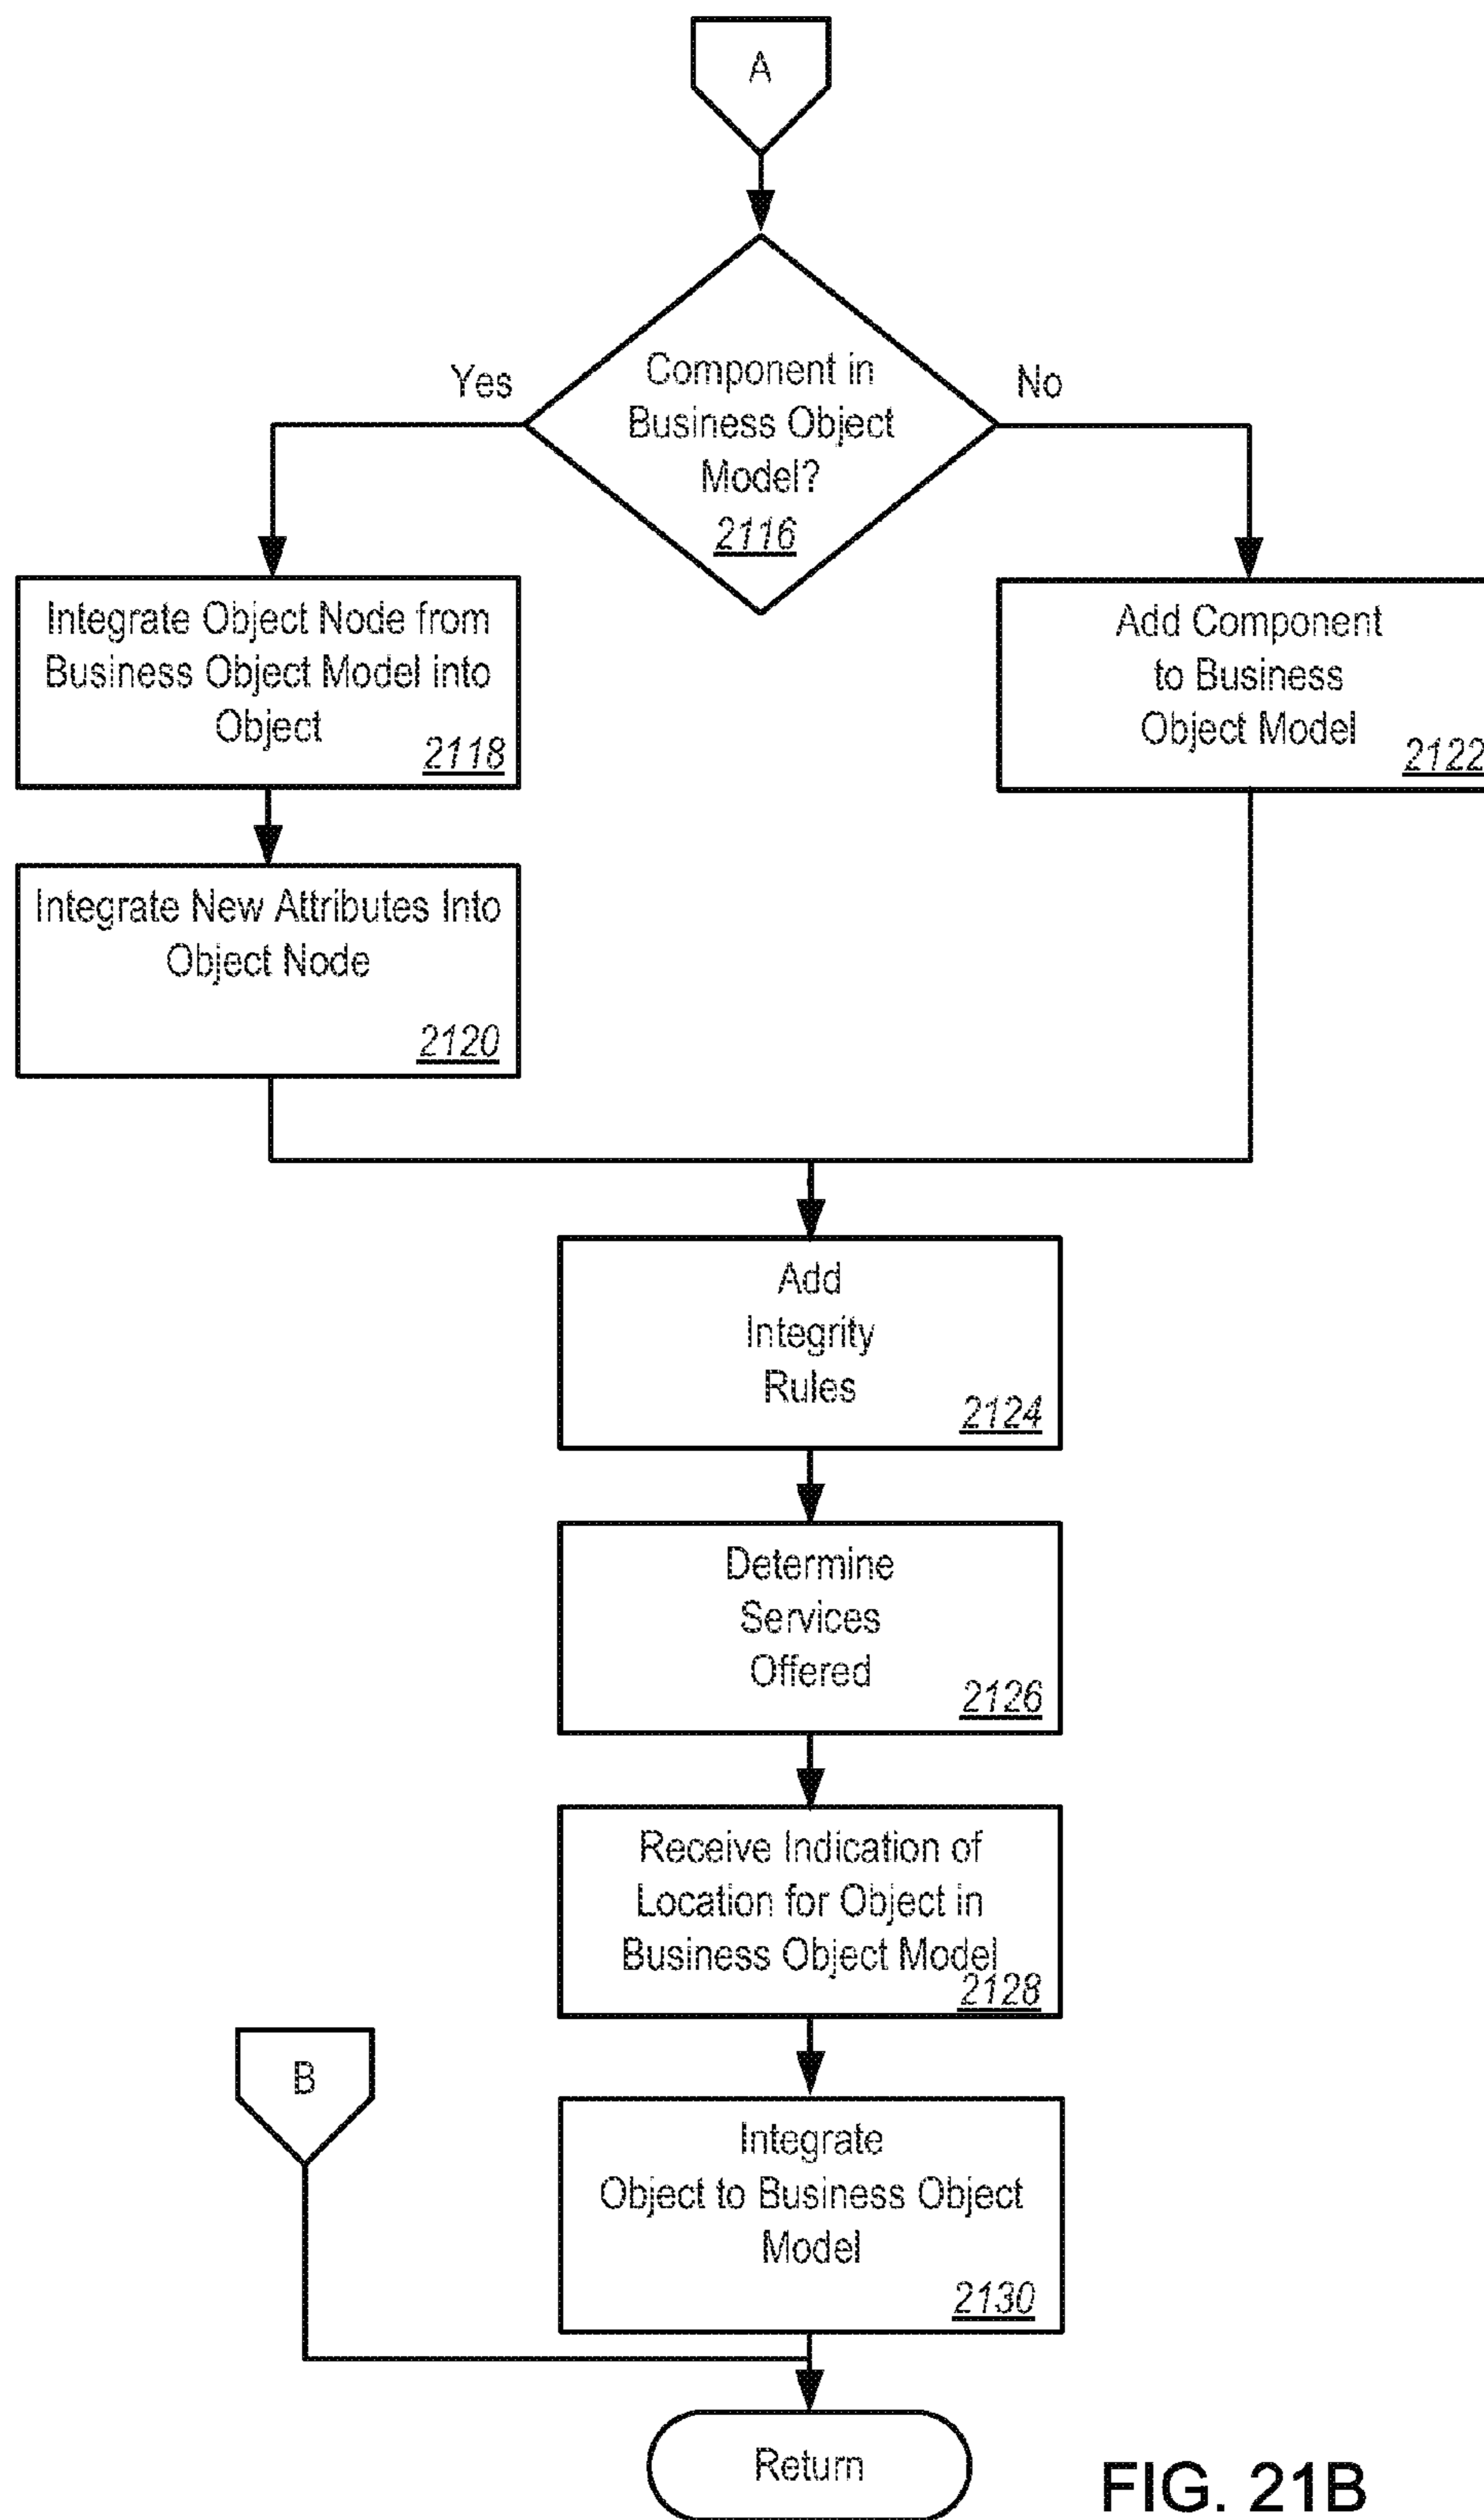 A
Yes
Component in
Business Object
Model?
2116
No
Integrate Object Node from
Business Object Model into
Object
2118
Add Component
to Business
Object Model
2122
Integrate New Attributes Into
Object Node
2120
Add
Integrity
Rules
2124
Determine
Services
Offered
2126
Receive Indication of
Location for Object in
Business Object Model
2128
B
Integrate
Object to Business Object
Model
2130
Return
FIG. 21B